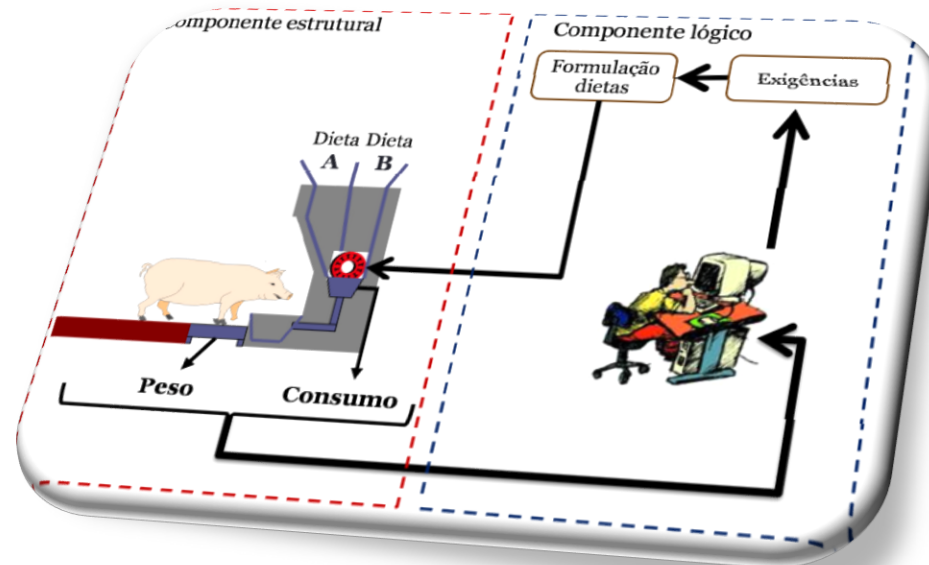 omponente estrutural
Componente lógico
Formulação
dietas
Exigências
Dieta Dieta
A B
Peso
Consumo